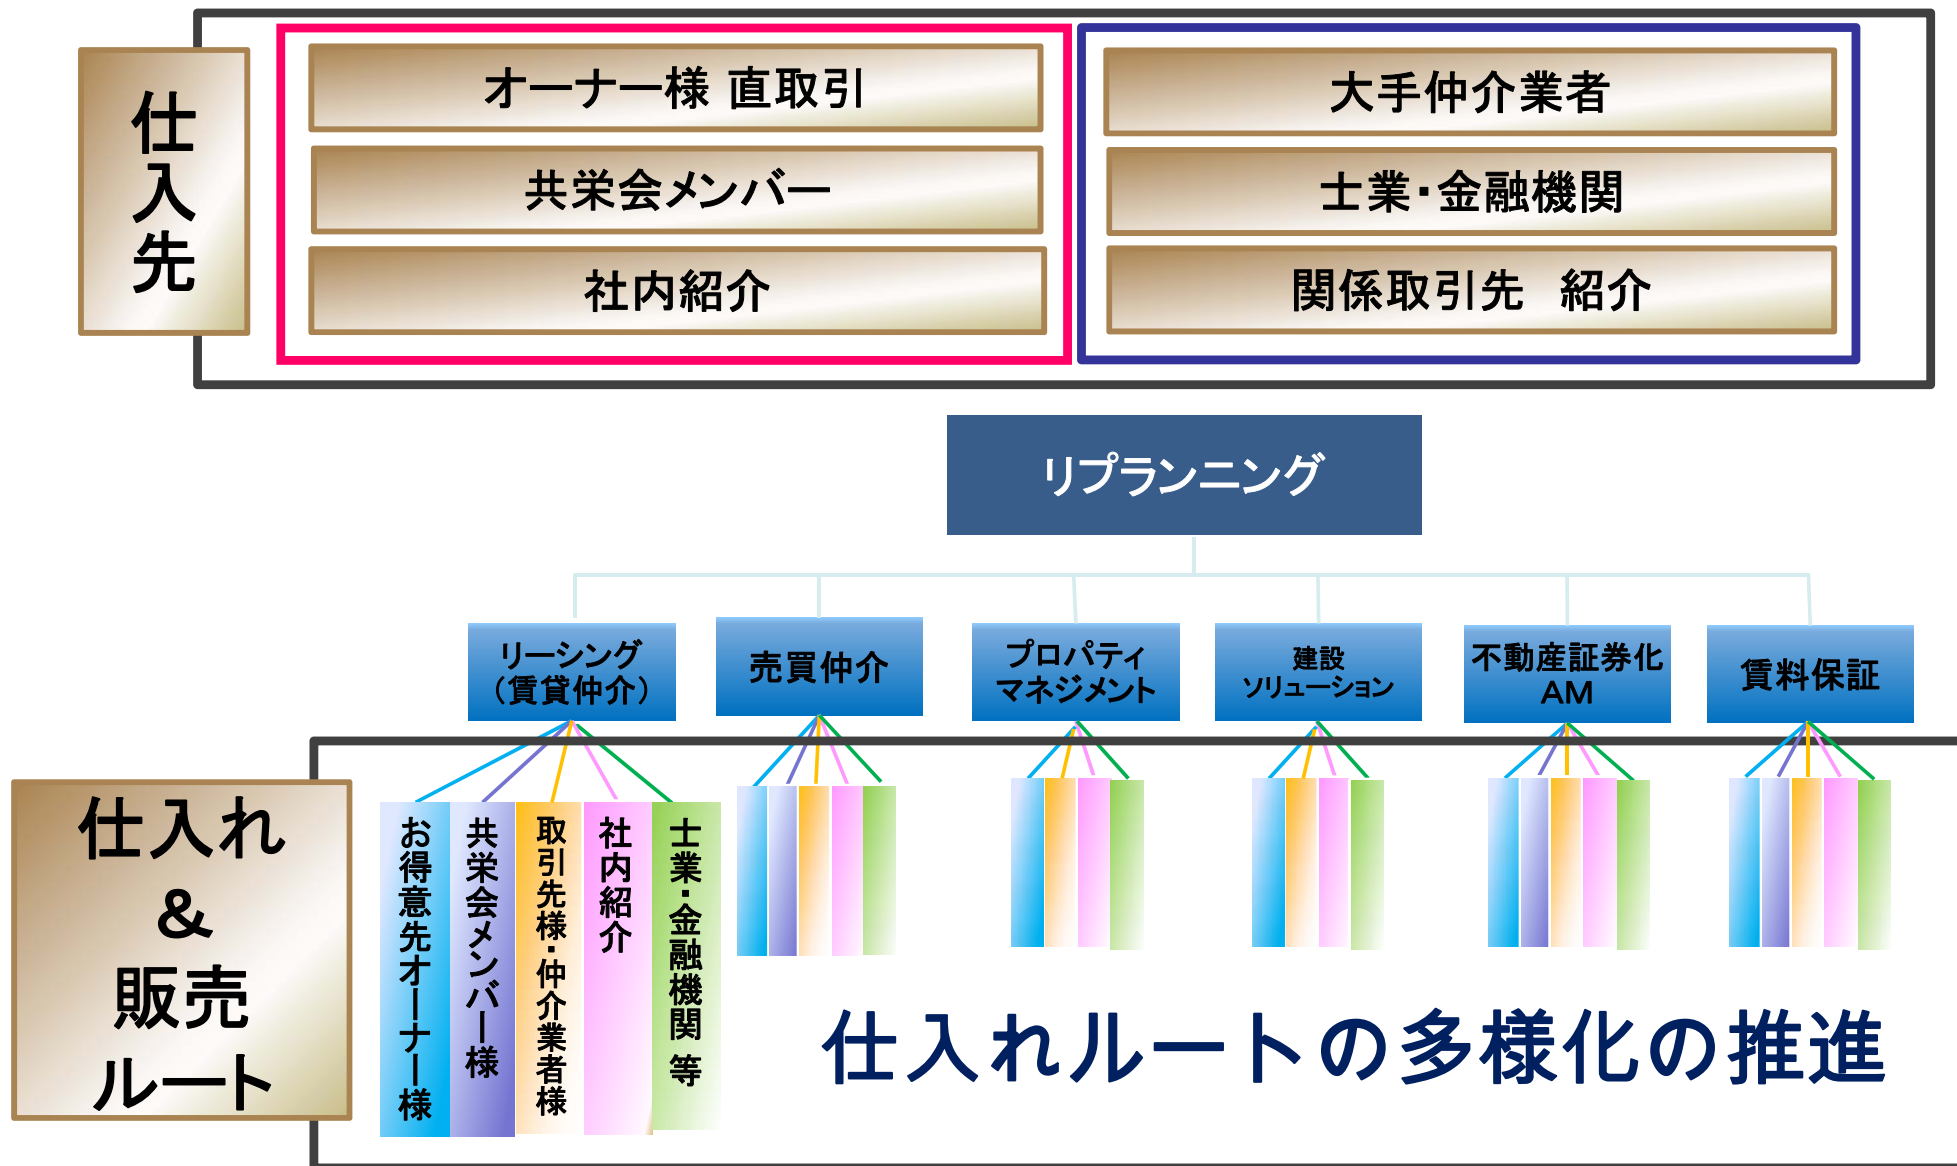 仕入先
オーナー様 直取引
共栄会メンバー
社内紹介
大手仲介業者
士業・金融機関
関係取引先　紹介
リプランニング
リーシング
（賃貸仲介）
売買仲介
プロパティ
マネジメント
建設
ソリューション
不動産証券化
ＡＭ
賃料保証
仕入れ
＆
販売
ルート
お得意先オーナー様
共栄会メンバー様
取引先様・仲介業者様
社内紹介
士業・金融機関 等
仕入れルートの多様化の推進